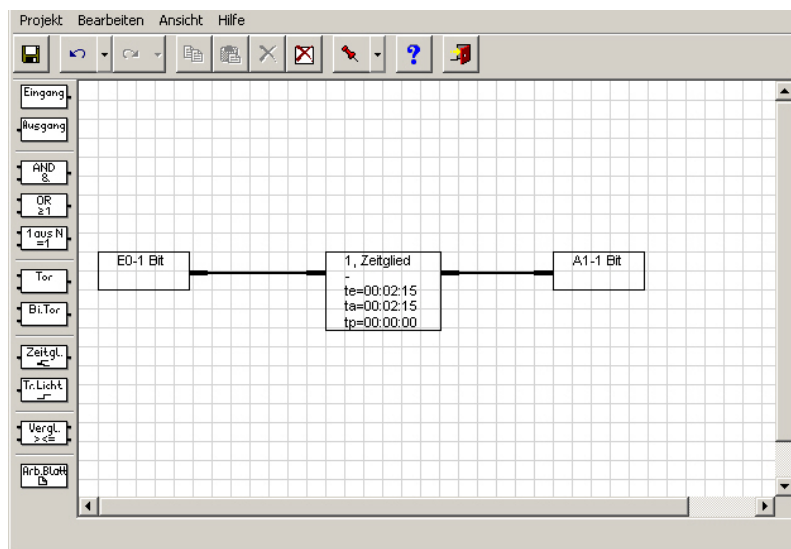 Projekt Bearbeiten Ansicht Hilfe
?
Eingang
Ausgang
AND
&
OR
≥1
1 aus N
=1
Tor
Bi.Tor
Zeitgl.
Tr.Licht
Vergl.
><=
Arb.Blatt
E0-1 Bit
1, Zeitglied
-
te=00:02:15
ta=00:02:15
tp=00:00:00
A1-1 Bit